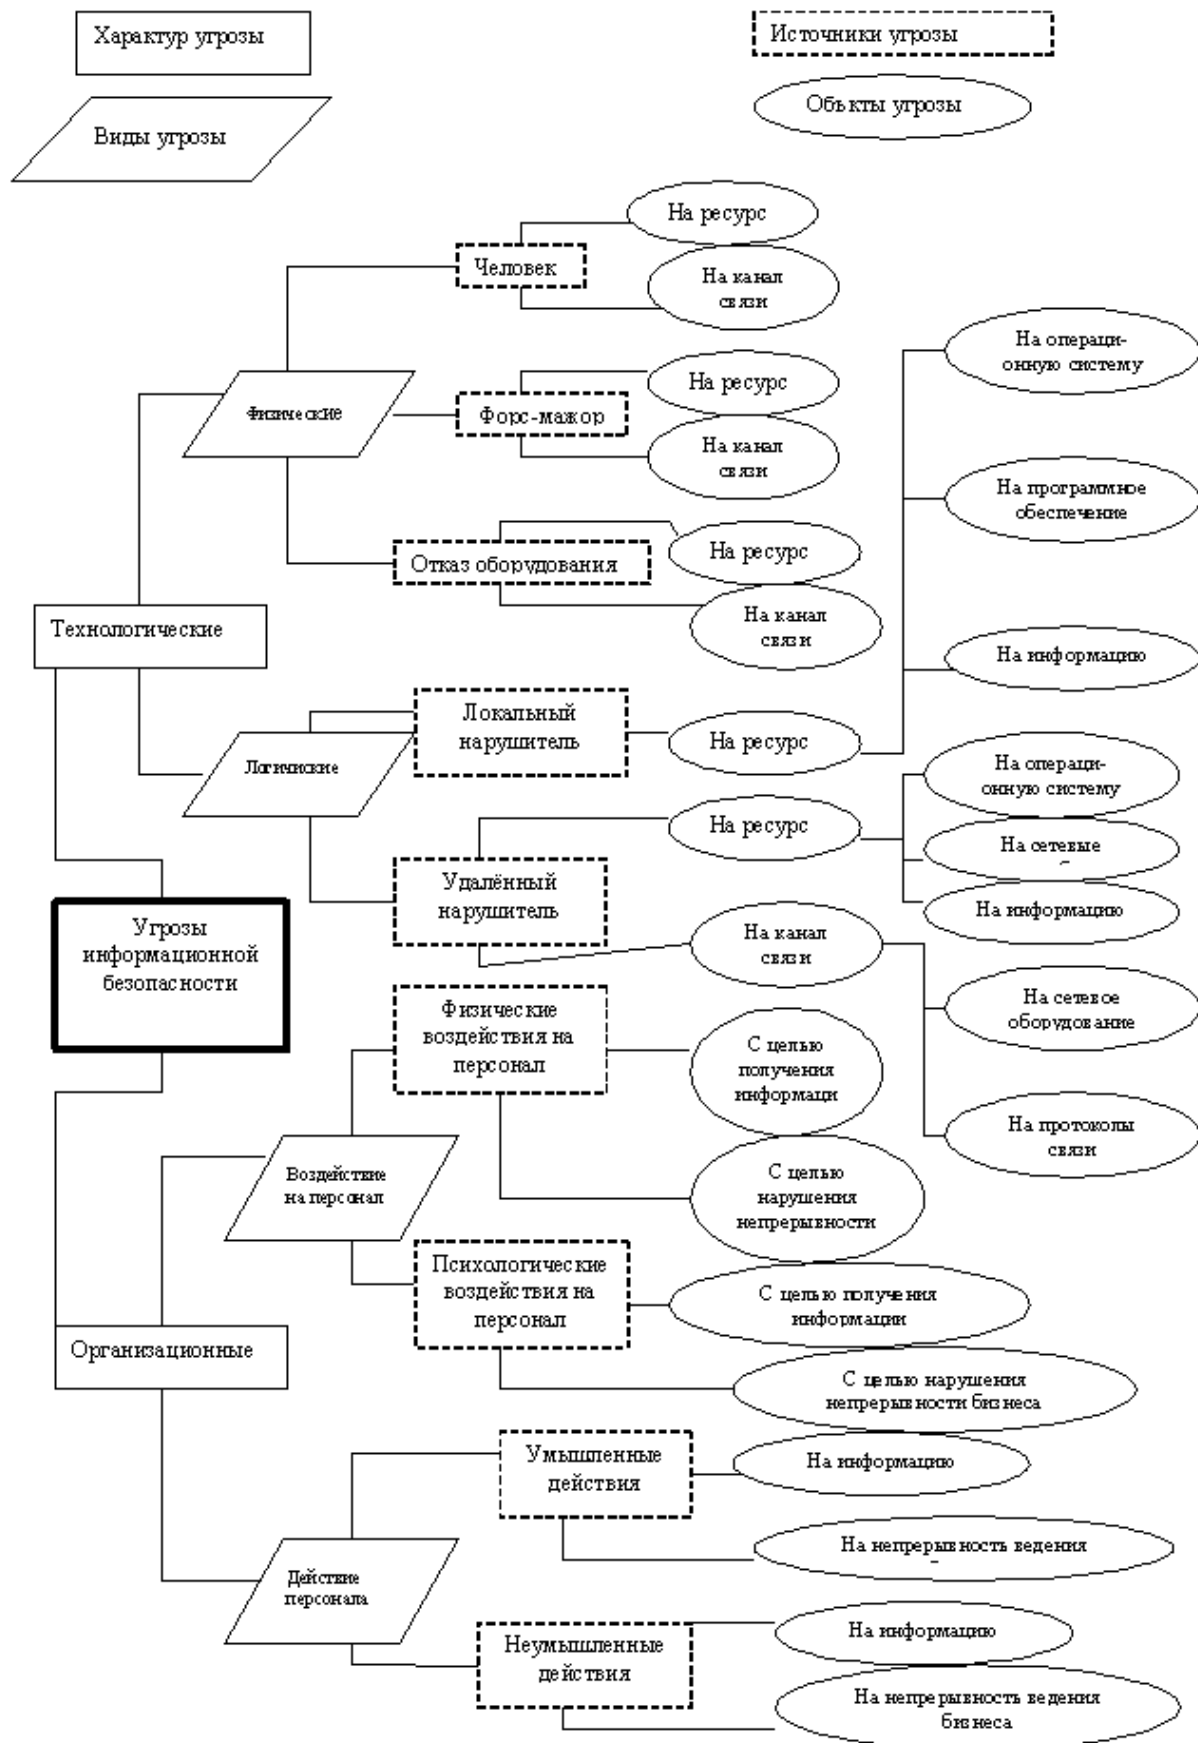 Характур угрозы
Источники угрозы
Виды угрозы
Объкты угрозы
На ресурс
Человек
На канал
связи
На операци-
онную систему
Физические
На ресурс
Форс-мажор
На канал
связи
На программное
обеспечение
Отказ оборудования
На ресурс
На канал
связи
Технологические
На информацию
Локальный
нарушитель
На ресурс
Логичиские
На операци-
онную систему
На ресурс
На сетевые
Удалённый
нарушитель
На информацию
Угрозы
информационной
безопасности
На канал
связи
На сетевое
оборудование
Физические
воздействия на
персонал
С целью
получения
информаци
На протоколы
связи
Воздействие
на персонал
С целью
нарушения
непрерывности
Психологические
воздействия на
персонал
С целью получения
информации
Организационные
С целью нарушения
непрерывности бизнеса
Умышленные
действия
На информацию
На непрерывность ведения
Действие
персонала
Неумышленные
действия
На информацию
На непрерывность ведения
бизнеса